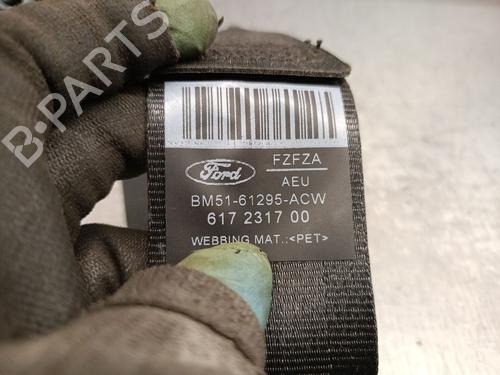 B-PARTS
Ford
FZFZA
AEU
BM51-61295-ACW
617 2317 00
WEBBING MAT.:<PET>